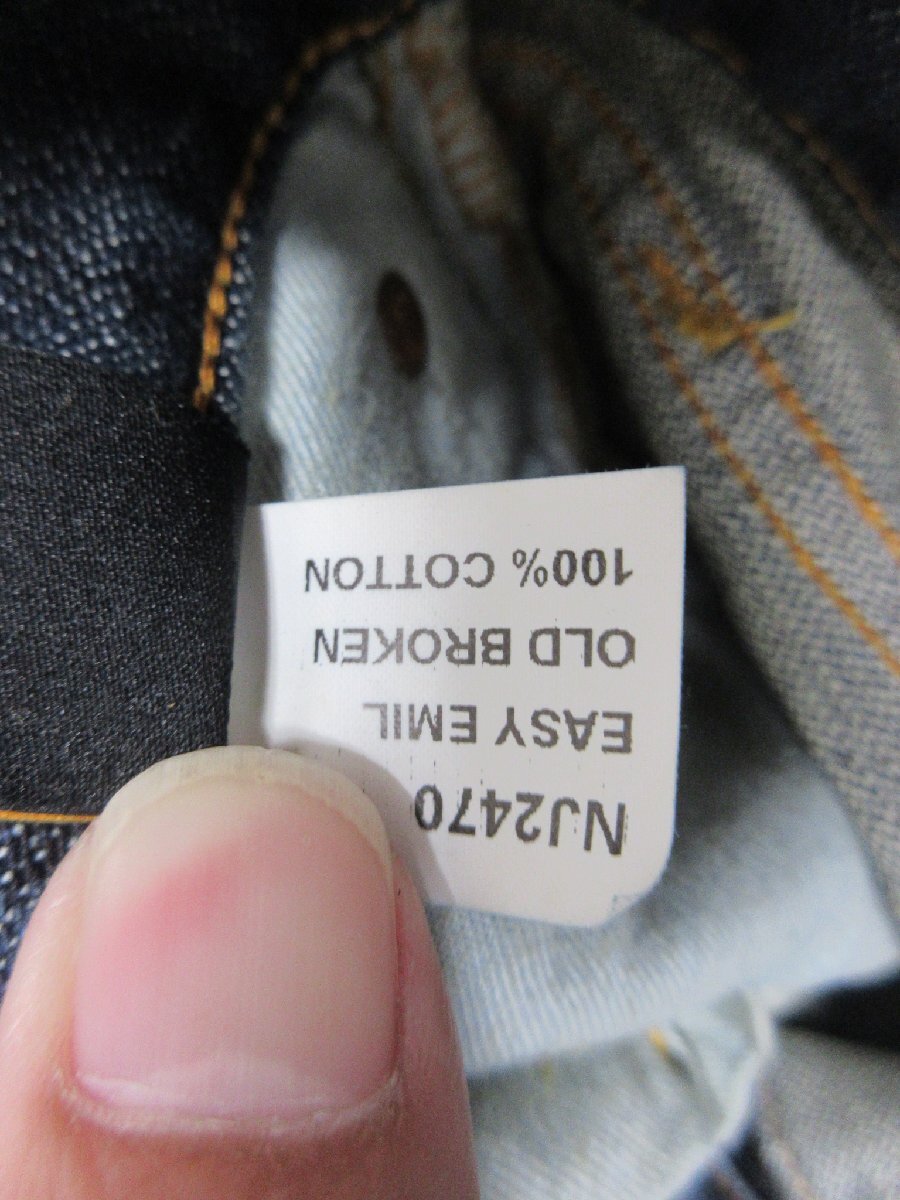 NJ2470
EASY EMIL
OLD BROKEN
100% COTTON